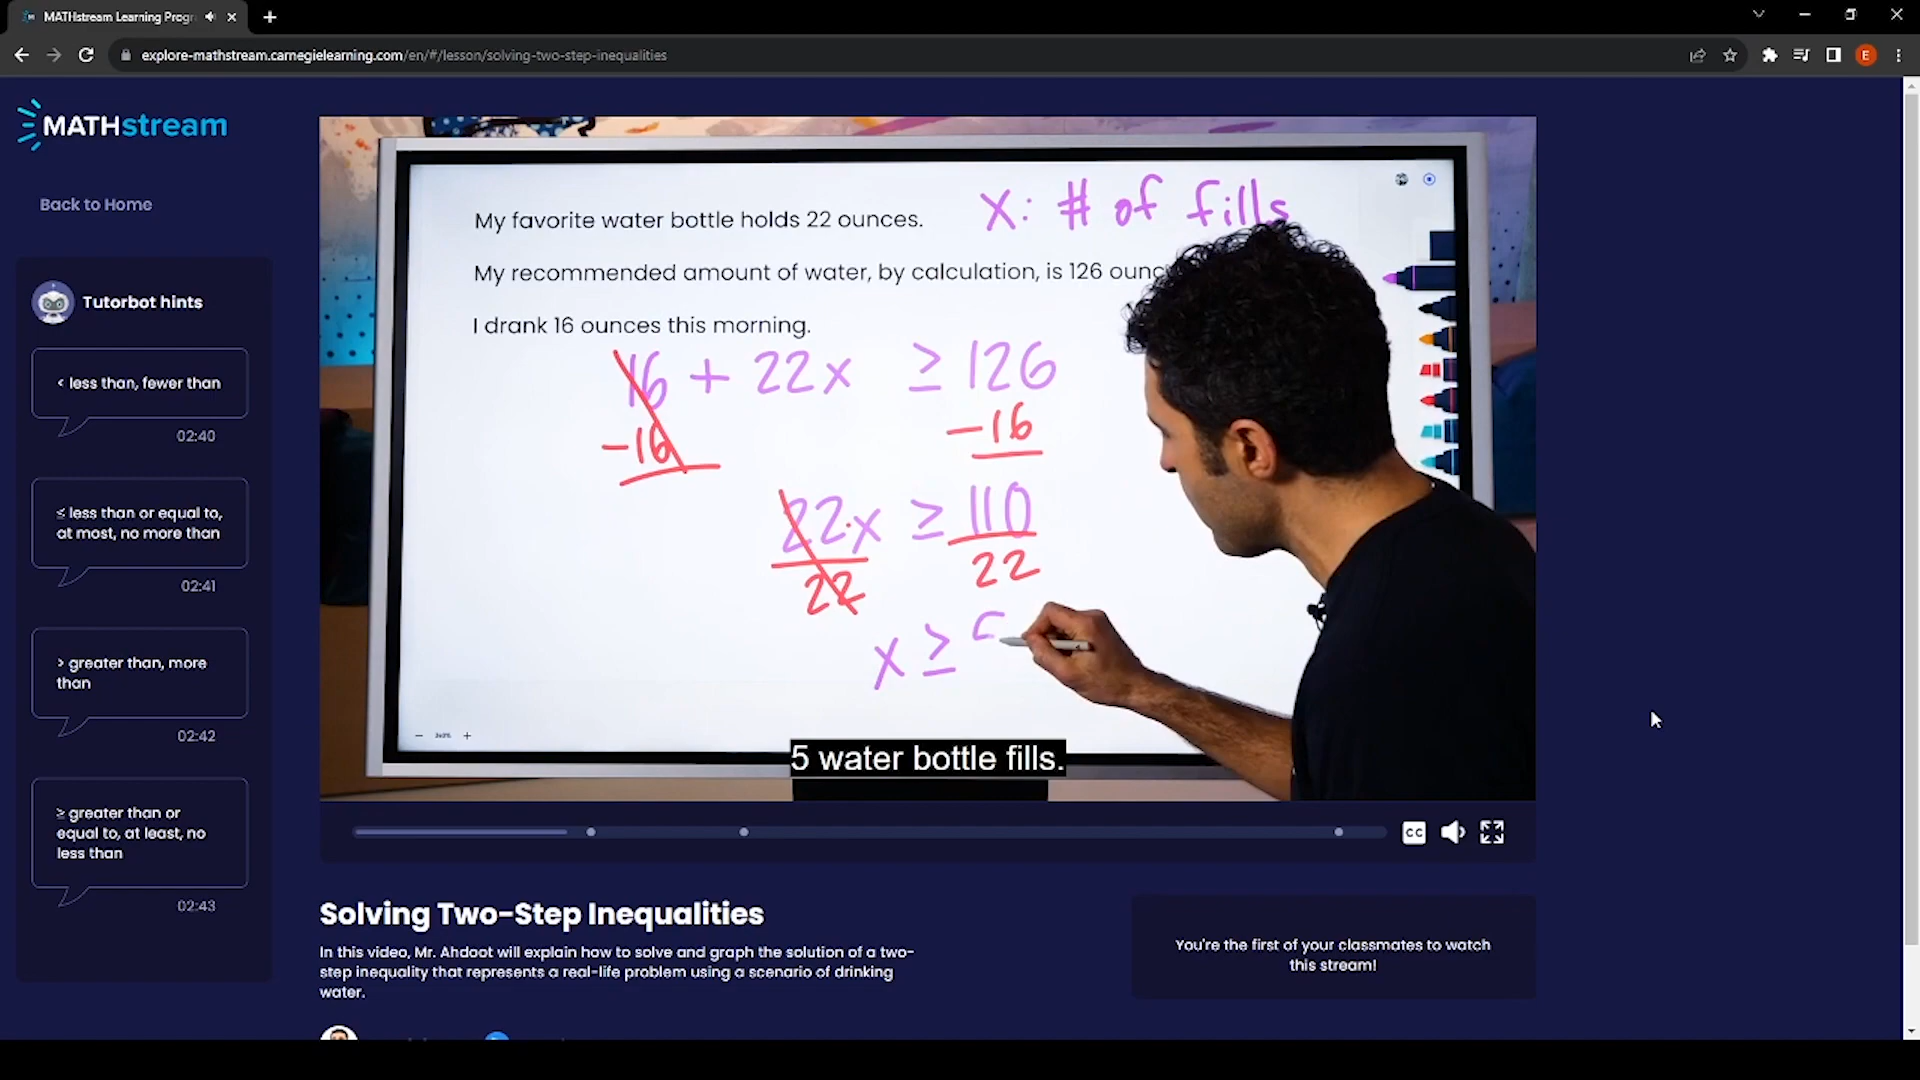 MATHstream Learning Progr
explore-mathstream.carnegielearning.com/en/#/lesson/solving-two-step-inequalities
E
MATHstream
Back to Home
Tutorbot hints
< less than, fewer than
02:40
≤ less than or equal to,
at most, no more than
02:41
> greater than, more
than
02:42
≥ greater than or
equal to, at least, no
less than
02:43
My favorite water bottle holds 22 ounces.
x: # of fills
My recommended amount of water, by calculation, is 126
I drank 16 ounces this morning.
16 + 22x ≥ 126
-16 -16
22·x ≥ 110
22 22
x ≥
5 water bottle fills.
CC
Solving Two-Step Inequalities
In this video, Mr. Ahdoot will explain how to solve and graph the solution of a two-
step inequality that represents a real-life problem using a scenario of drinking
water.
You're the first of your classmates to watch
this stream!